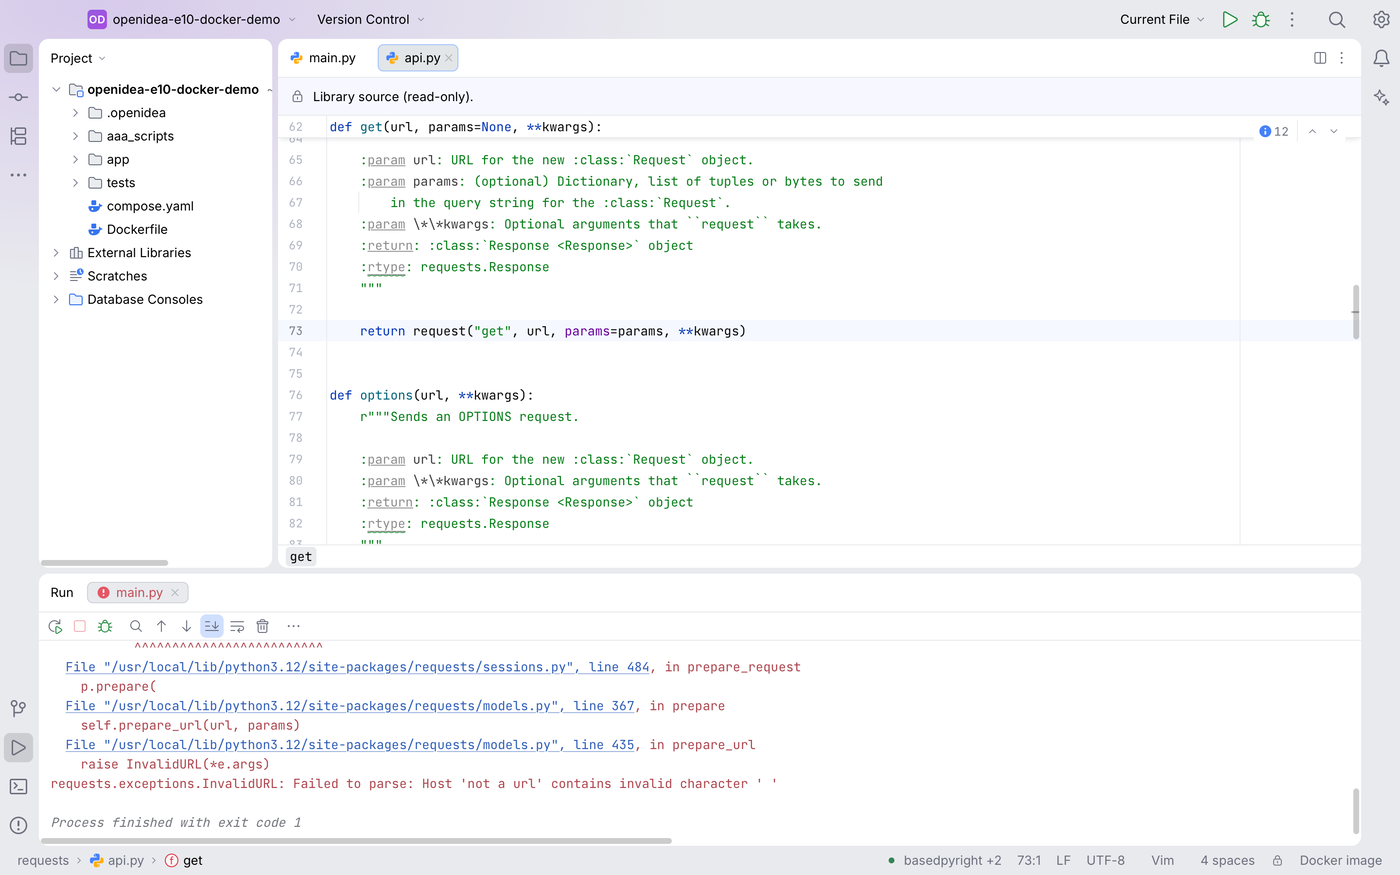 OD openidea-e10-docker-demo Version Control Current File
Project
openidea-e10-docker-demo
.openidea
aaa_scripts
app
tests
compose.yaml
Dockerfile
External Libraries
Scratches
Database Consoles
main.py api.py
Library source (read-only).
12
62 def get(url, params=None, **kwargs):
64
65 :param url: URL for the new :class:`Request` object.
66 :param params: (optional) Dictionary, list of tuples or bytes to send
67 in the query string for the :class:`Request`.
68 :param \*\*kwargs: Optional arguments that ``request`` takes.
69 :return: :class:`Response <Response>` object
70 :rtype: requests.Response
71 """
72
73 return request("get", url, params=params, **kwargs)
74
75
76 def options(url, **kwargs):
77 r"""Sends an OPTIONS request.
78
79 :param url: URL for the new :class:`Request` object.
80 :param \*\*kwargs: Optional arguments that ``request`` takes.
81 :return: :class:`Response <Response>` object
82 :rtype: requests.Response
83 """
get
Run main.py
^^^^^^^^^^^^^^^^^^^^^^^^^
File "/usr/local/lib/python3.12/site-packages/requests/sessions.py", line 484, in prepare_request
p.prepare(
File "/usr/local/lib/python3.12/site-packages/requests/models.py", line 367, in prepare
self.prepare_url(url, params)
File "/usr/local/lib/python3.12/site-packages/requests/models.py", line 435, in prepare_url
raise InvalidURL(*e.args)
requests.exceptions.InvalidURL: Failed to parse: Host 'not a url' contains invalid character ' '
Process finished with exit code 1
requests api.py f get basedpyright +2 73:1 LF UTF-8 Vim 4 spaces Docker image